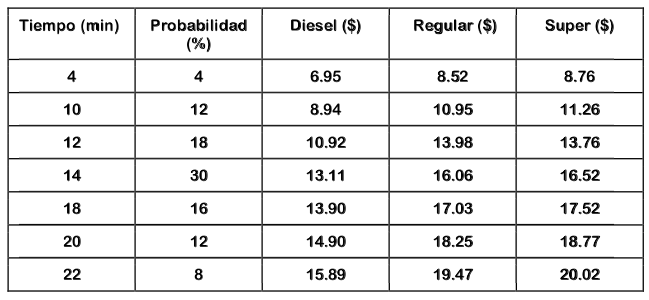 Tiempo (min) Probabilidad (%) Diesel ($) Regular ($) Super ($)
4 4 6.95 8.52 8.76
10 12 8.94 10.95 11.26
12 18 10.92 13.98 13.76
14 30 13.11 16.06 16.52
18 16 13.90 17.03 17.52
20 12 14.90 18.25 18.77
22 8 15.89 19.47 20.02